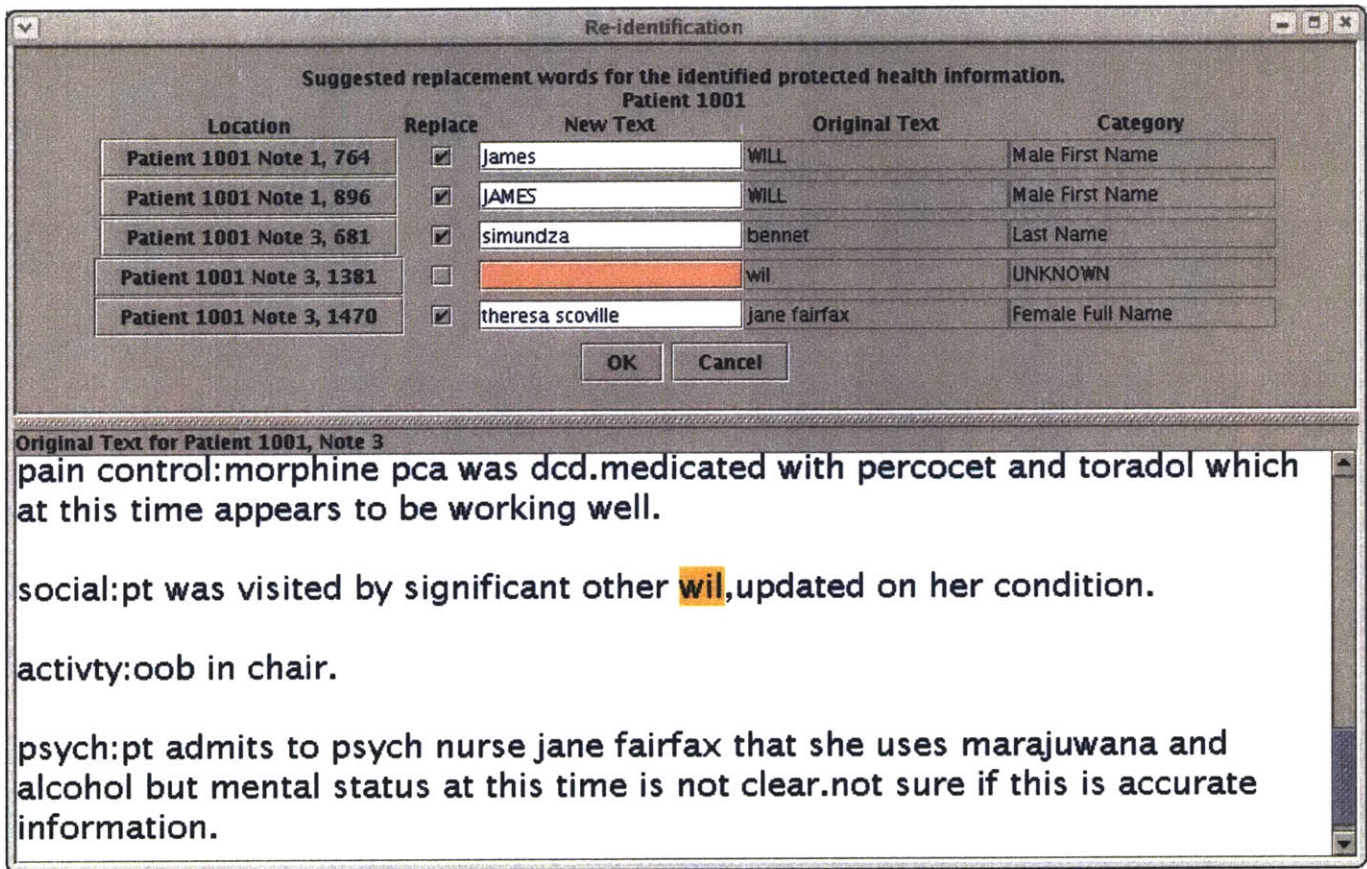 Re-identification
Suggested replacement words for the identified protected health information.
Patient 1001
Location Replace New Text Original Text Category
Patient 1001 Note 1, 764 James WILL Male First Name
Patient 1001 Note 1, 896 JAMES WILL Male First Name
Patient 1001 Note 3, 681 simundza bennet Last Name
Patient 1001 Note 3, 1381 wil UNKNOWN
Patient 1001 Note 3, 1470 theresa scoville jane fairfax Female Full Name
OK Cancel
Original Text for Patient 1001, Note 3
pain control:morphine pca was dcd.medicated with percocet and toradol which
at this time appears to be working well.
social:pt was visited by significant other wil,updated on her condition.
activty:oob in chair.
psych:pt admits to psych nurse jane fairfax that she uses marajuwana and
alcohol but mental status at this time is not clear.not sure if this is accurate
information.